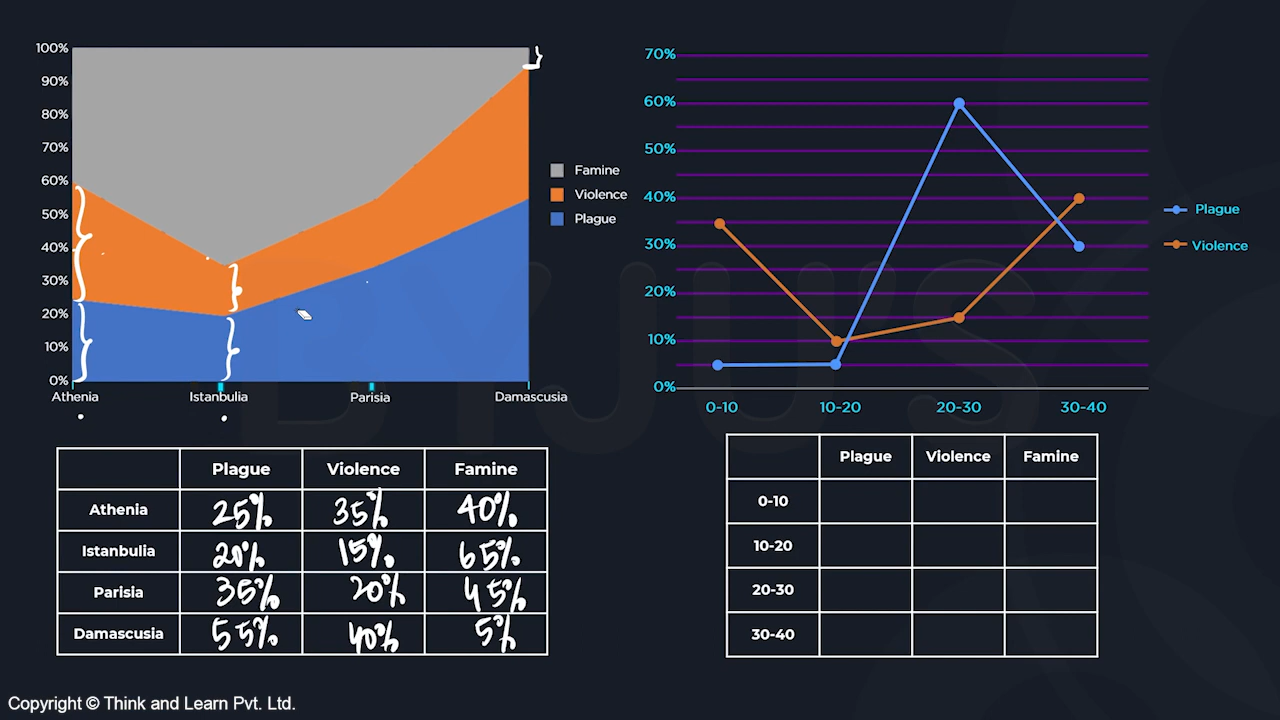 100%
90%
80%
70%
60%
50%
40%
30%
20%
10%
0%
Athenia Istanbulia Parisia Damascusia
Famine
Violence
Plague
70%
60%
50%
40%
30%
20%
10%
0%
0-10 10-20 20-30 30-40
Plague
Violence
BYJU'S
Plague Violence Famine
Athenia 25% 35% 40%
Istanbulia 20% 15% 65%
Parisia 35% 20% 45%
Damascusia 55% 40% 5%
Plague Violence Famine
0-10
10-20
20-30
30-40
Copyright © Think and Learn Pvt. Ltd.